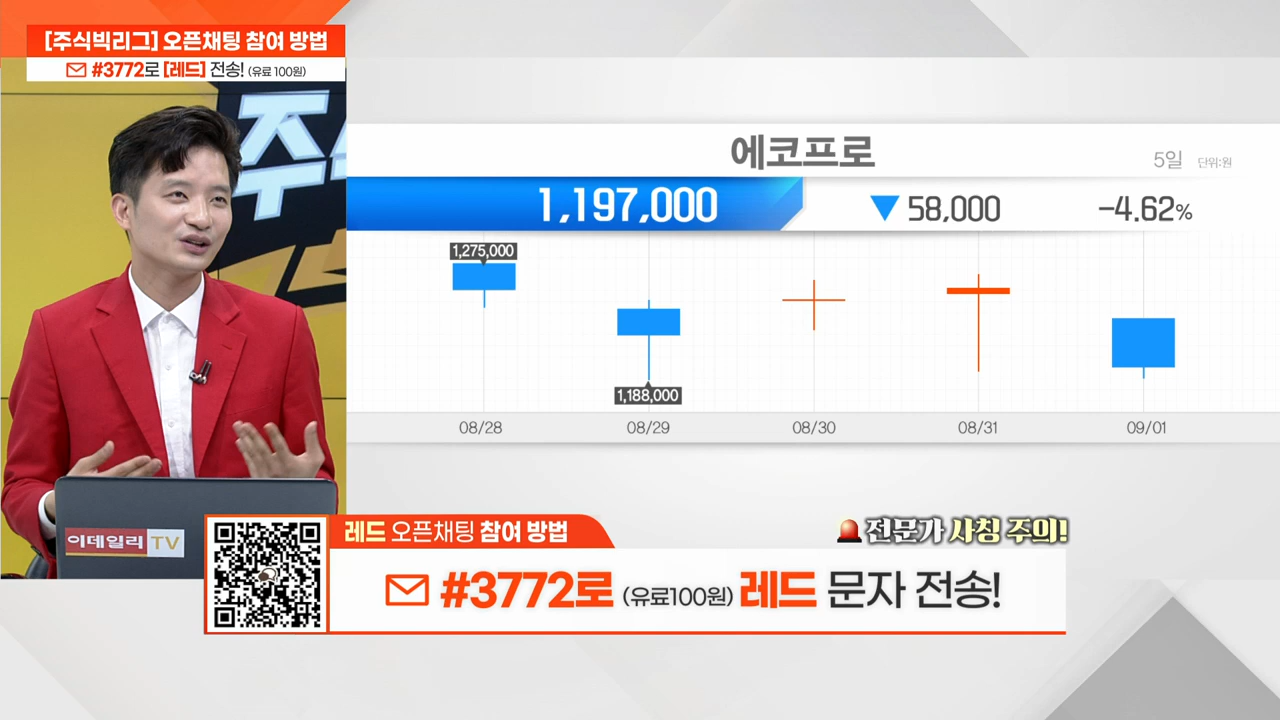 [주식빅리그] 오픈채팅 참여 방법
#3772로 [레드] 전송! (유료 100원)
주식
에코프로
5일 단위:원
1,197,000 ▼ 58,000 -4.62%
1,275,000
1,188,000
08/28 08/29 08/30 08/31 09/01
이데일리 TV
레드 오픈채팅 참여 방법
전문가 사칭 주의!
#3772로 (유료100원) 레드 문자 전송!